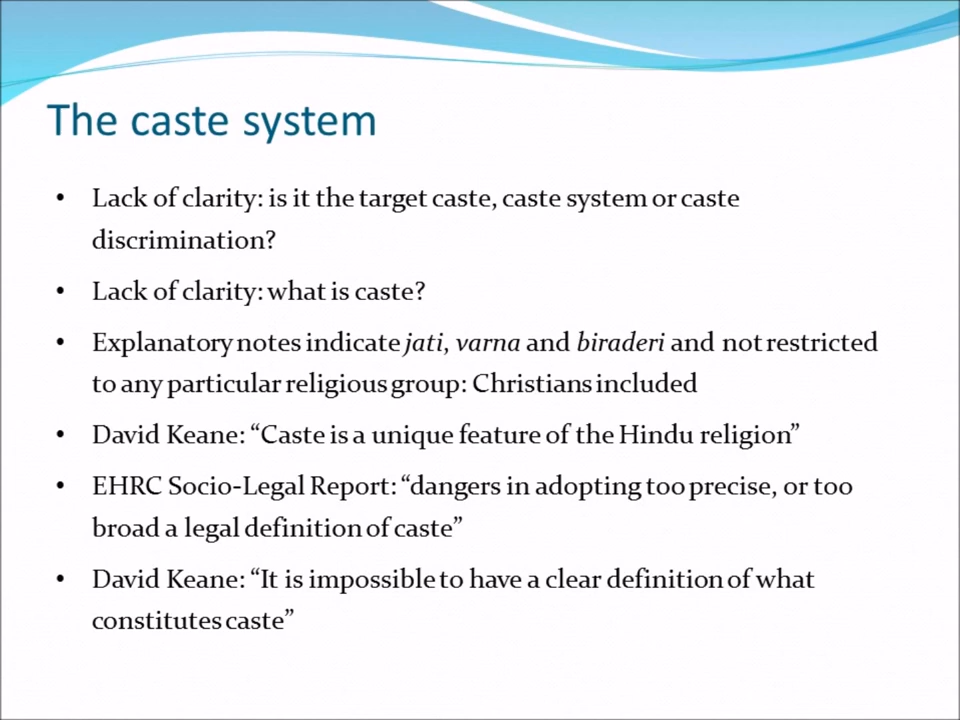 The caste system
• Lack of clarity: is it the target caste, caste system or caste
discrimination?
• Lack of clarity: what is caste?
• Explanatory notes indicate jati, varna and biraderi and not restricted
to any particular religious group: Christians included
• David Keane: “Caste is a unique feature of the Hindu religion”
• EHRC Socio-Legal Report: “dangers in adopting too precise, or too
broad a legal definition of caste”
• David Keane: “It is impossible to have a clear definition of what
constitutes caste”